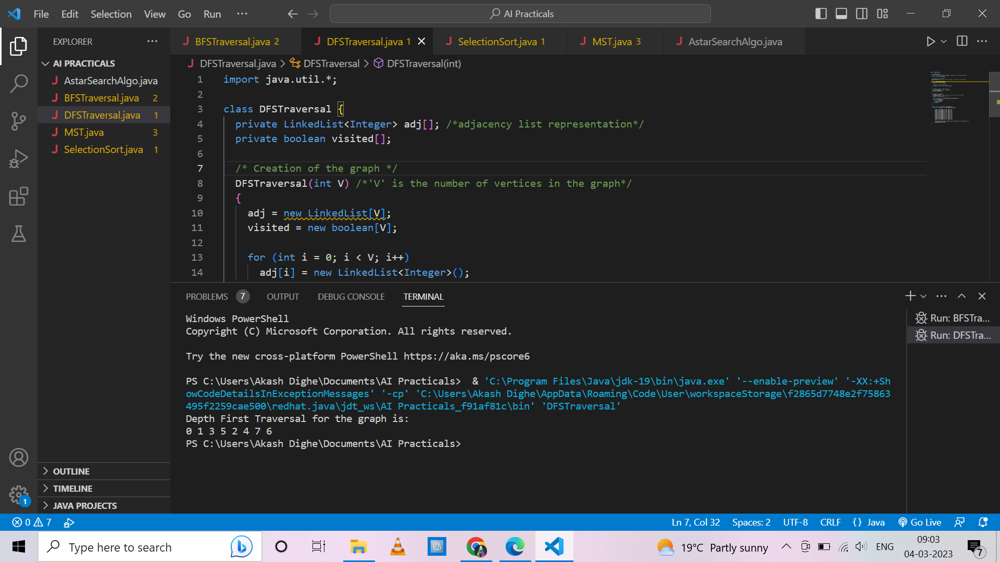 File Edit Selection View Go Run ··· AI Practicals
EXPLORER ···
AI PRACTICALS
AstarSearchAlgo.java
BFSTraversal.java 2
DFSTraversal.java 1
MST.java 3
SelectionSort.java 1
OUTLINE
TIMELINE
JAVA PROJECTS
1
BFSTraversal.java 2 DFSTraversal.java 1 SelectionSort.java 1 MST.java 3 AstarSearchAlgo.java
DFSTraversal.java > DFSTraversal > DFSTraversal(int)
1 import java.util.*;
2
3 class DFSTraversal {
4 private LinkedList<Integer> adj[]; /*adjacency list representation*/
5 private boolean visited[];
6
7 /* Creation of the graph */
8 DFSTraversal(int V) /*'V' is the number of vertices in the graph*/
9 {
10 adj = new LinkedList[V];
11 visited = new boolean[V];
12
13 for (int i = 0; i < V; i++)
14 adj[i] = new LinkedList<Integer>();
PROBLEMS 7 OUTPUT DEBUG CONSOLE TERMINAL
Windows PowerShell
Copyright (C) Microsoft Corporation. All rights reserved.
Try the new cross-platform PowerShell https://aka.ms/pscore6
PS C:\Users\Akash Dighe\Documents\AI Practicals>  & 'C:\Program Files\Java\jdk-19\bin\java.exe' '--enable-preview' '-XX:+Sh
owCodeDetailsInExceptionMessages' '-cp' 'C:\Users\Akash Dighe\AppData\Roaming\Code\User\workspaceStorage\f2865d7748e2f75863
495f2259cae500\redhat.java\jdt_ws\AI Practicals_f91af81c\bin' 'DFSTraversal'
Depth First Traversal for the graph is:
0 1 3 5 2 4 7 6
PS C:\Users\Akash Dighe\Documents\AI Practicals>
Run: BFSTra...
Run: DFSTra...
0 7 Ln 7, Col 32 Spaces: 2 UTF-8 CRLF {} Java Go Live
Type here to search 19°C Partly sunny ENG 09:03
04-03-2023 7